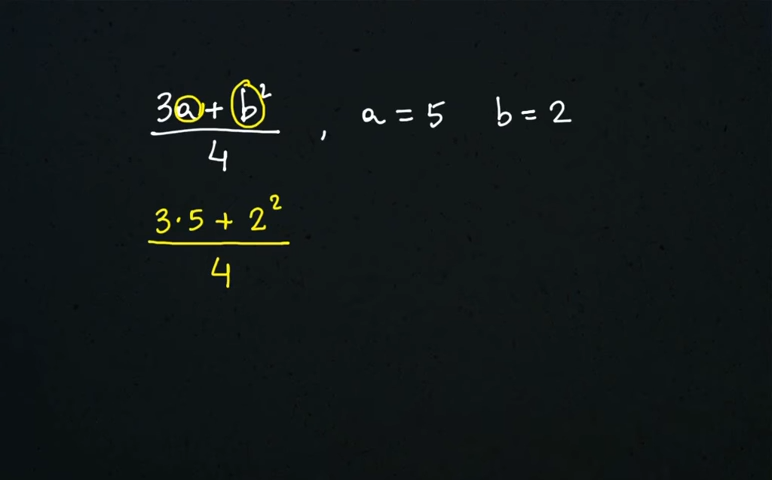 3a + b²
4
, a = 5 b = 2
3·5 + 2²
4